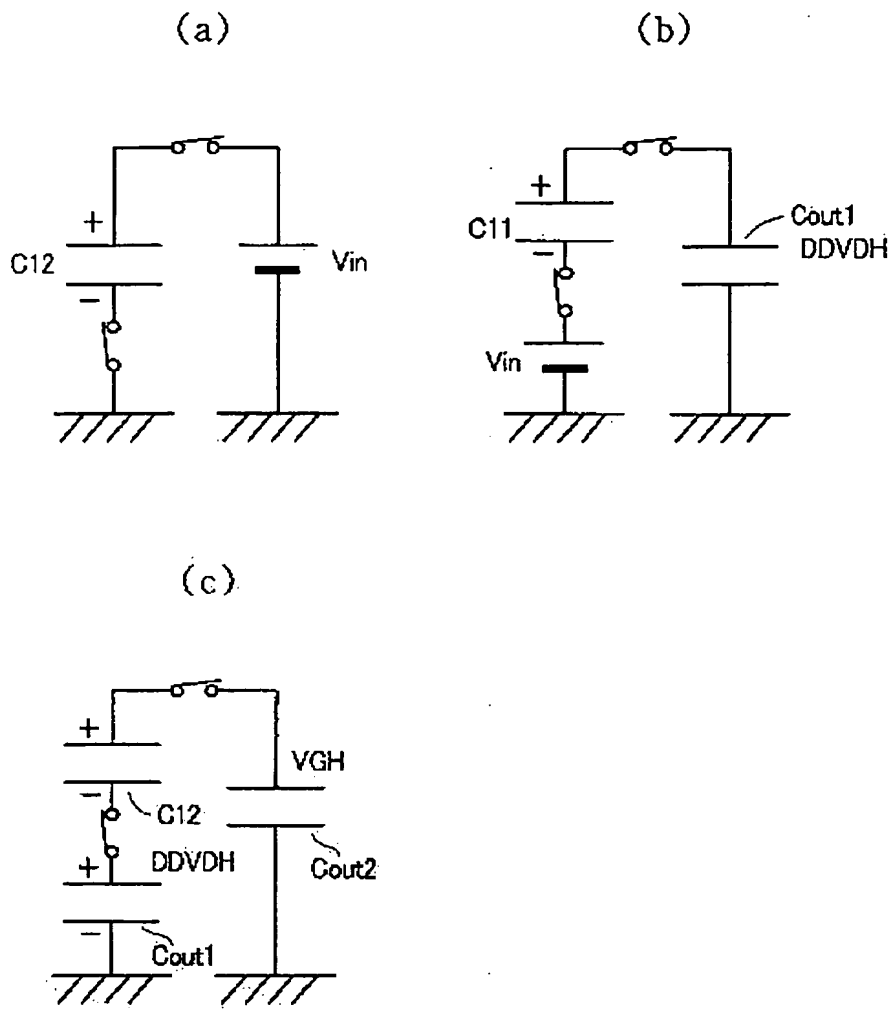 (a)
+
C12
−
Vin
(b)
+
C11
−
Vin
Cout1
DDVDH
(c)
+
−
C12
+
DDVDH
−
Cout1
VGH
Cout2